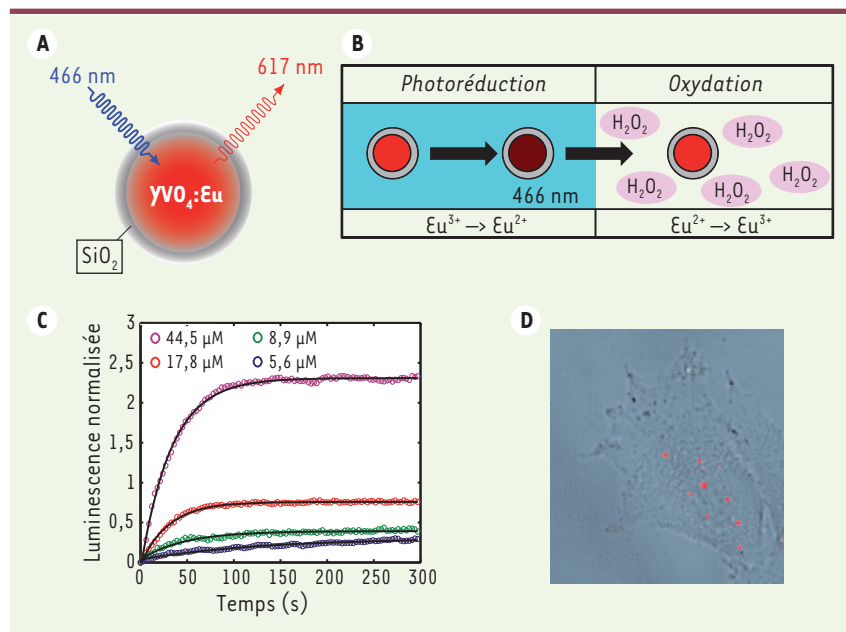 A
466 nm
617 nm
YVO₄:Eu
SiO₂
B
Photoréduction
Oxydation
H₂O₂
H₂O₂
H₂O₂
H₂O₂
H₂O₂
466 nm
Eu³⁺ —> Eu²⁺
Eu²⁺ —> Eu³⁺
C
Luminescence normalisée
3
2,5
2
1,5
1
0,5
0
44,5 µM
8,9 µM
17,8 µM
5,6 µM
0
50
100
150
200
250
300
Temps (s)
D